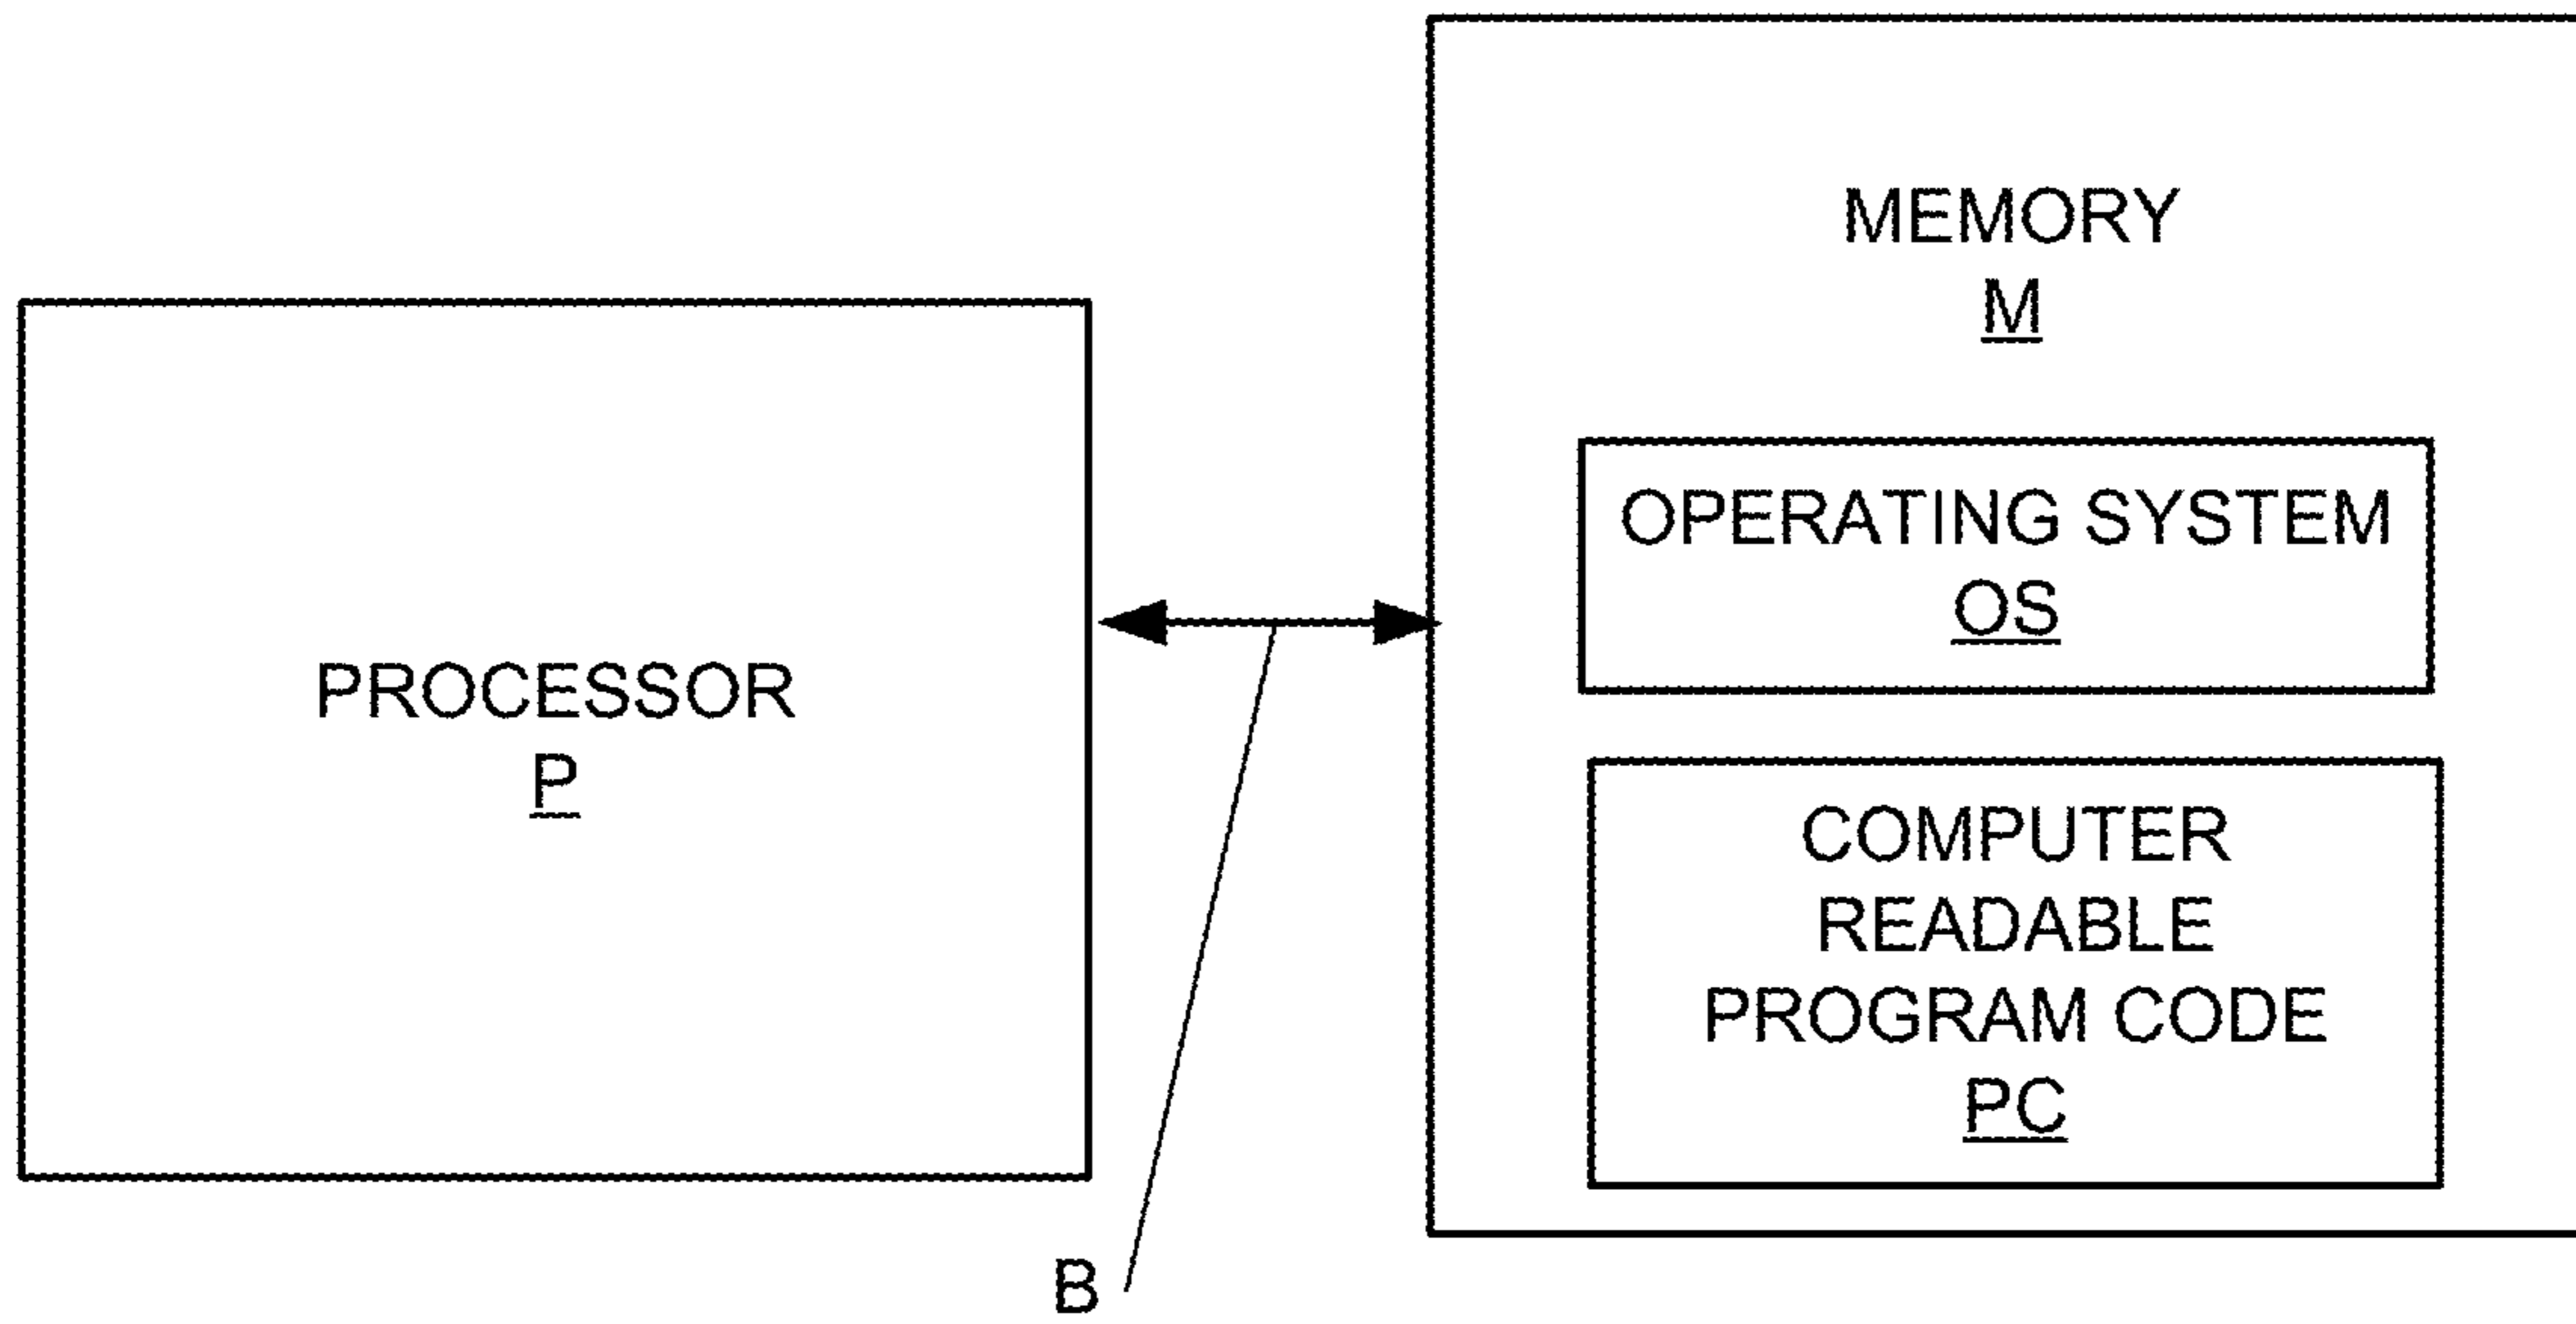 MEMORY
M
OPERATING SYSTEM
OS
PROCESSOR
P
COMPUTER
READABLE
PROGRAM CODE
PC
B